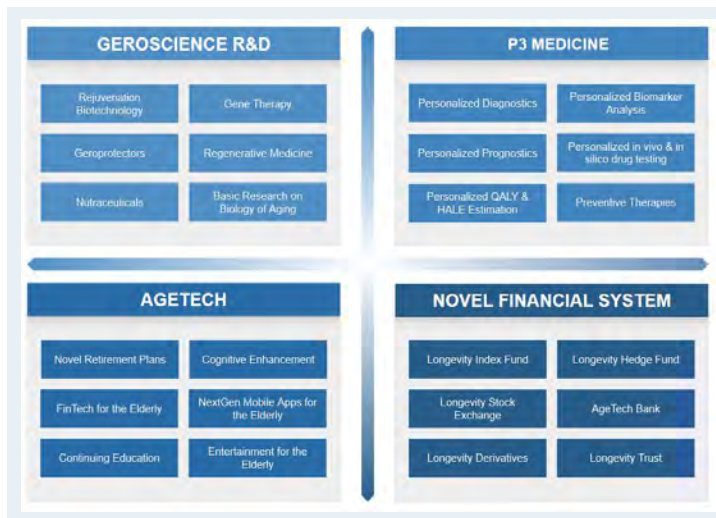 GEROSCIENCE R&D
Rejuvenation
Biotechnology
Gene Therapy
Geroprotectors
Regenerative Medicine
Nutraceuticals
Basic Research on
Biology of Aging
P3 MEDICINE
Personalized Diagnostics
Personalized Biomarker
Analysis
Personalized Prognostics
Personalized in vivo & in
silico drug testing
Personalized QALY &
HALE Estimation
Preventive Therapies
AGETECH
Novel Retirement Plans
Cognitive Enhancement
FinTech for the Elderly
NextGen Mobile Apps for
the Elderly
Continuing Education
Entertainment for the
Elderly
NOVEL FINANCIAL SYSTEM
Longevity Index Fund
Longevity Hedge Fund
Longevity Stock
Exchange
AgeTech Bank
Longevity Derivatives
Longevity Trust